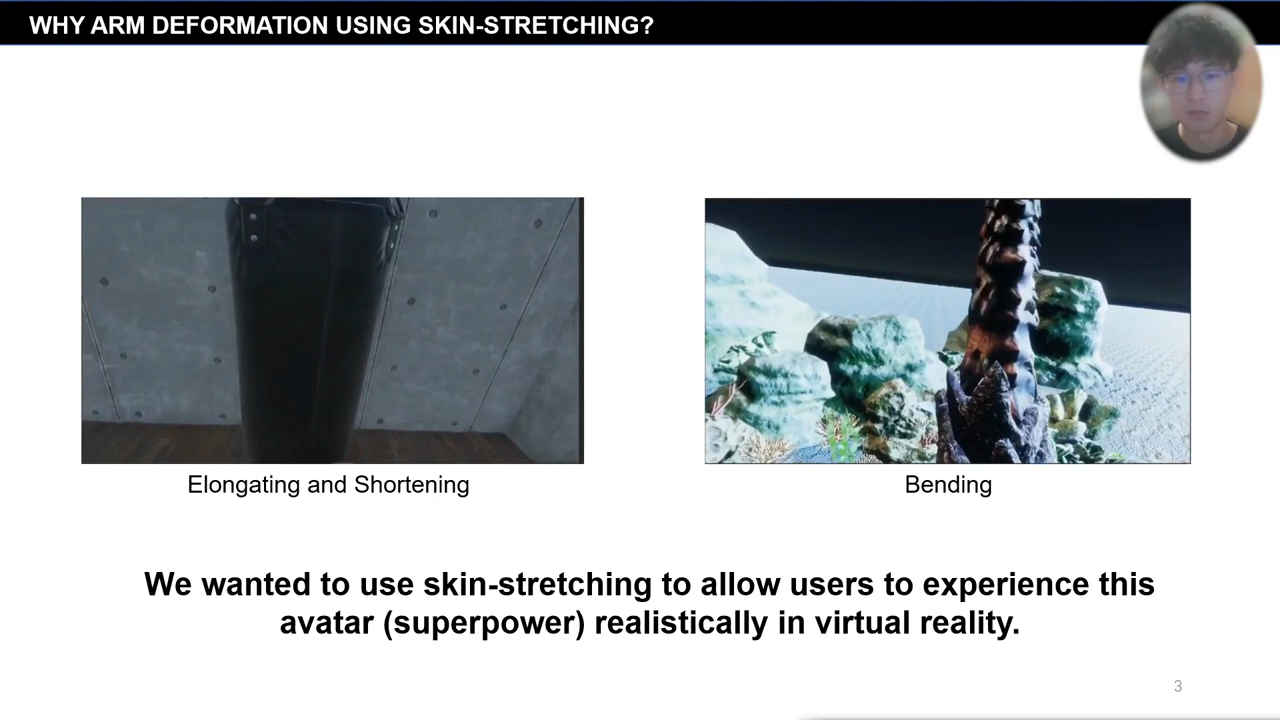 WHY ARM DEFORMATION USING SKIN-STRETCHING?
Elongating and Shortening
Bending
We wanted to use skin-stretching to allow users to experience this
avatar (superpower) realistically in virtual reality.
3